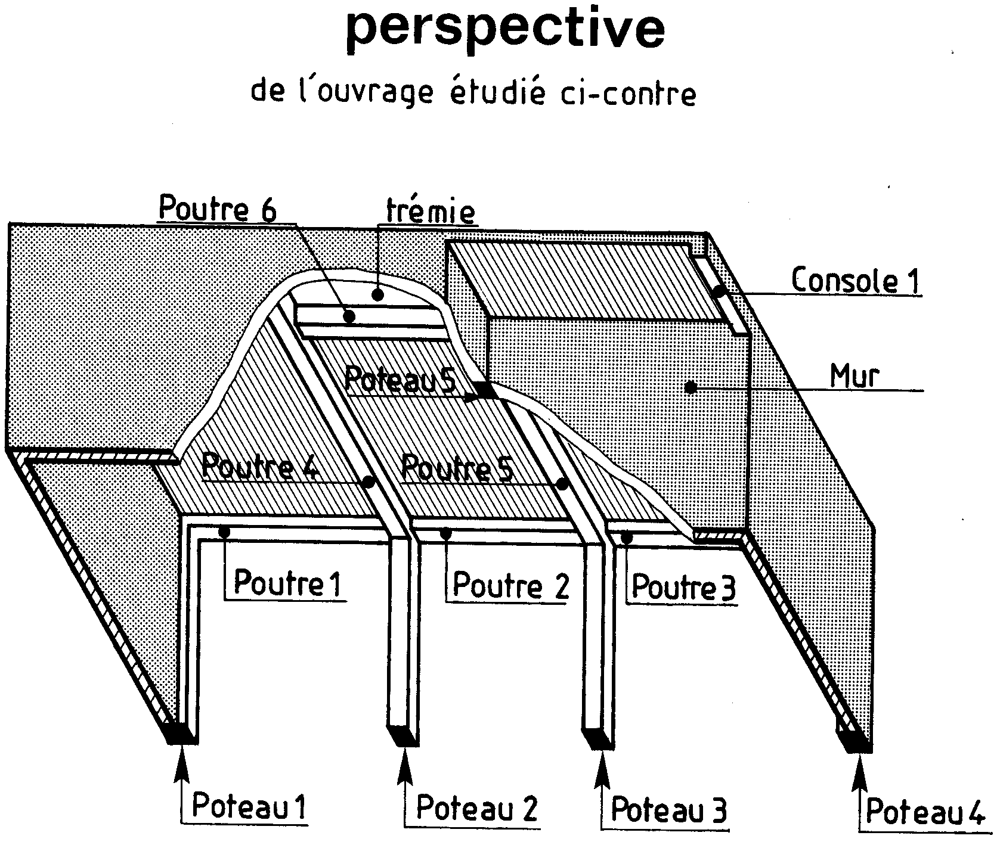 perspective
de l'ouvrage étudié ci-contre
Poutre 6
trémie
Console 1
Mur
Poteau 5
Poutre 4
Poutre 5
Poutre 1
Poutre 2
Poutre 3
Poteau 1
Poteau 2
Poteau 3
Poteau 4